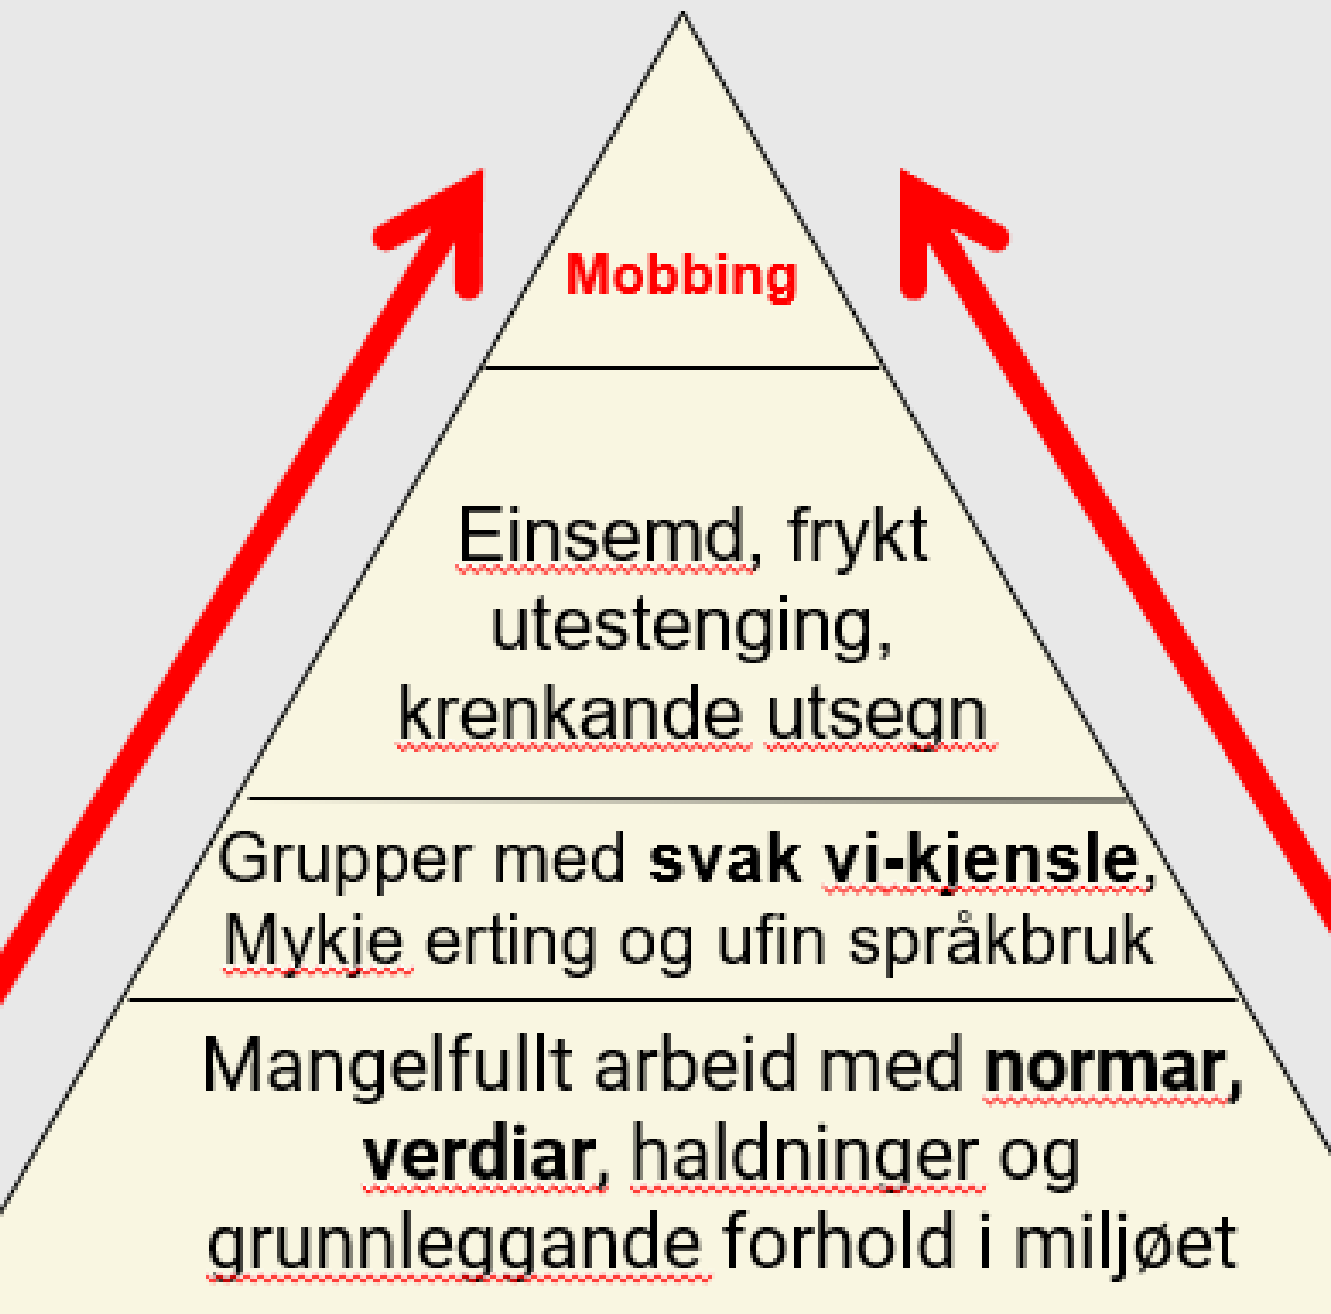 Mobbing
Einsemd, frykt
utestenging,
krenkande utsegn
Grupper med svak vi-kjensle,
Mykje erting og ufin språkbruk
Mangelfullt arbeid med normar,
verdiar, haldninger og
grunnleggande forhold i miljøet